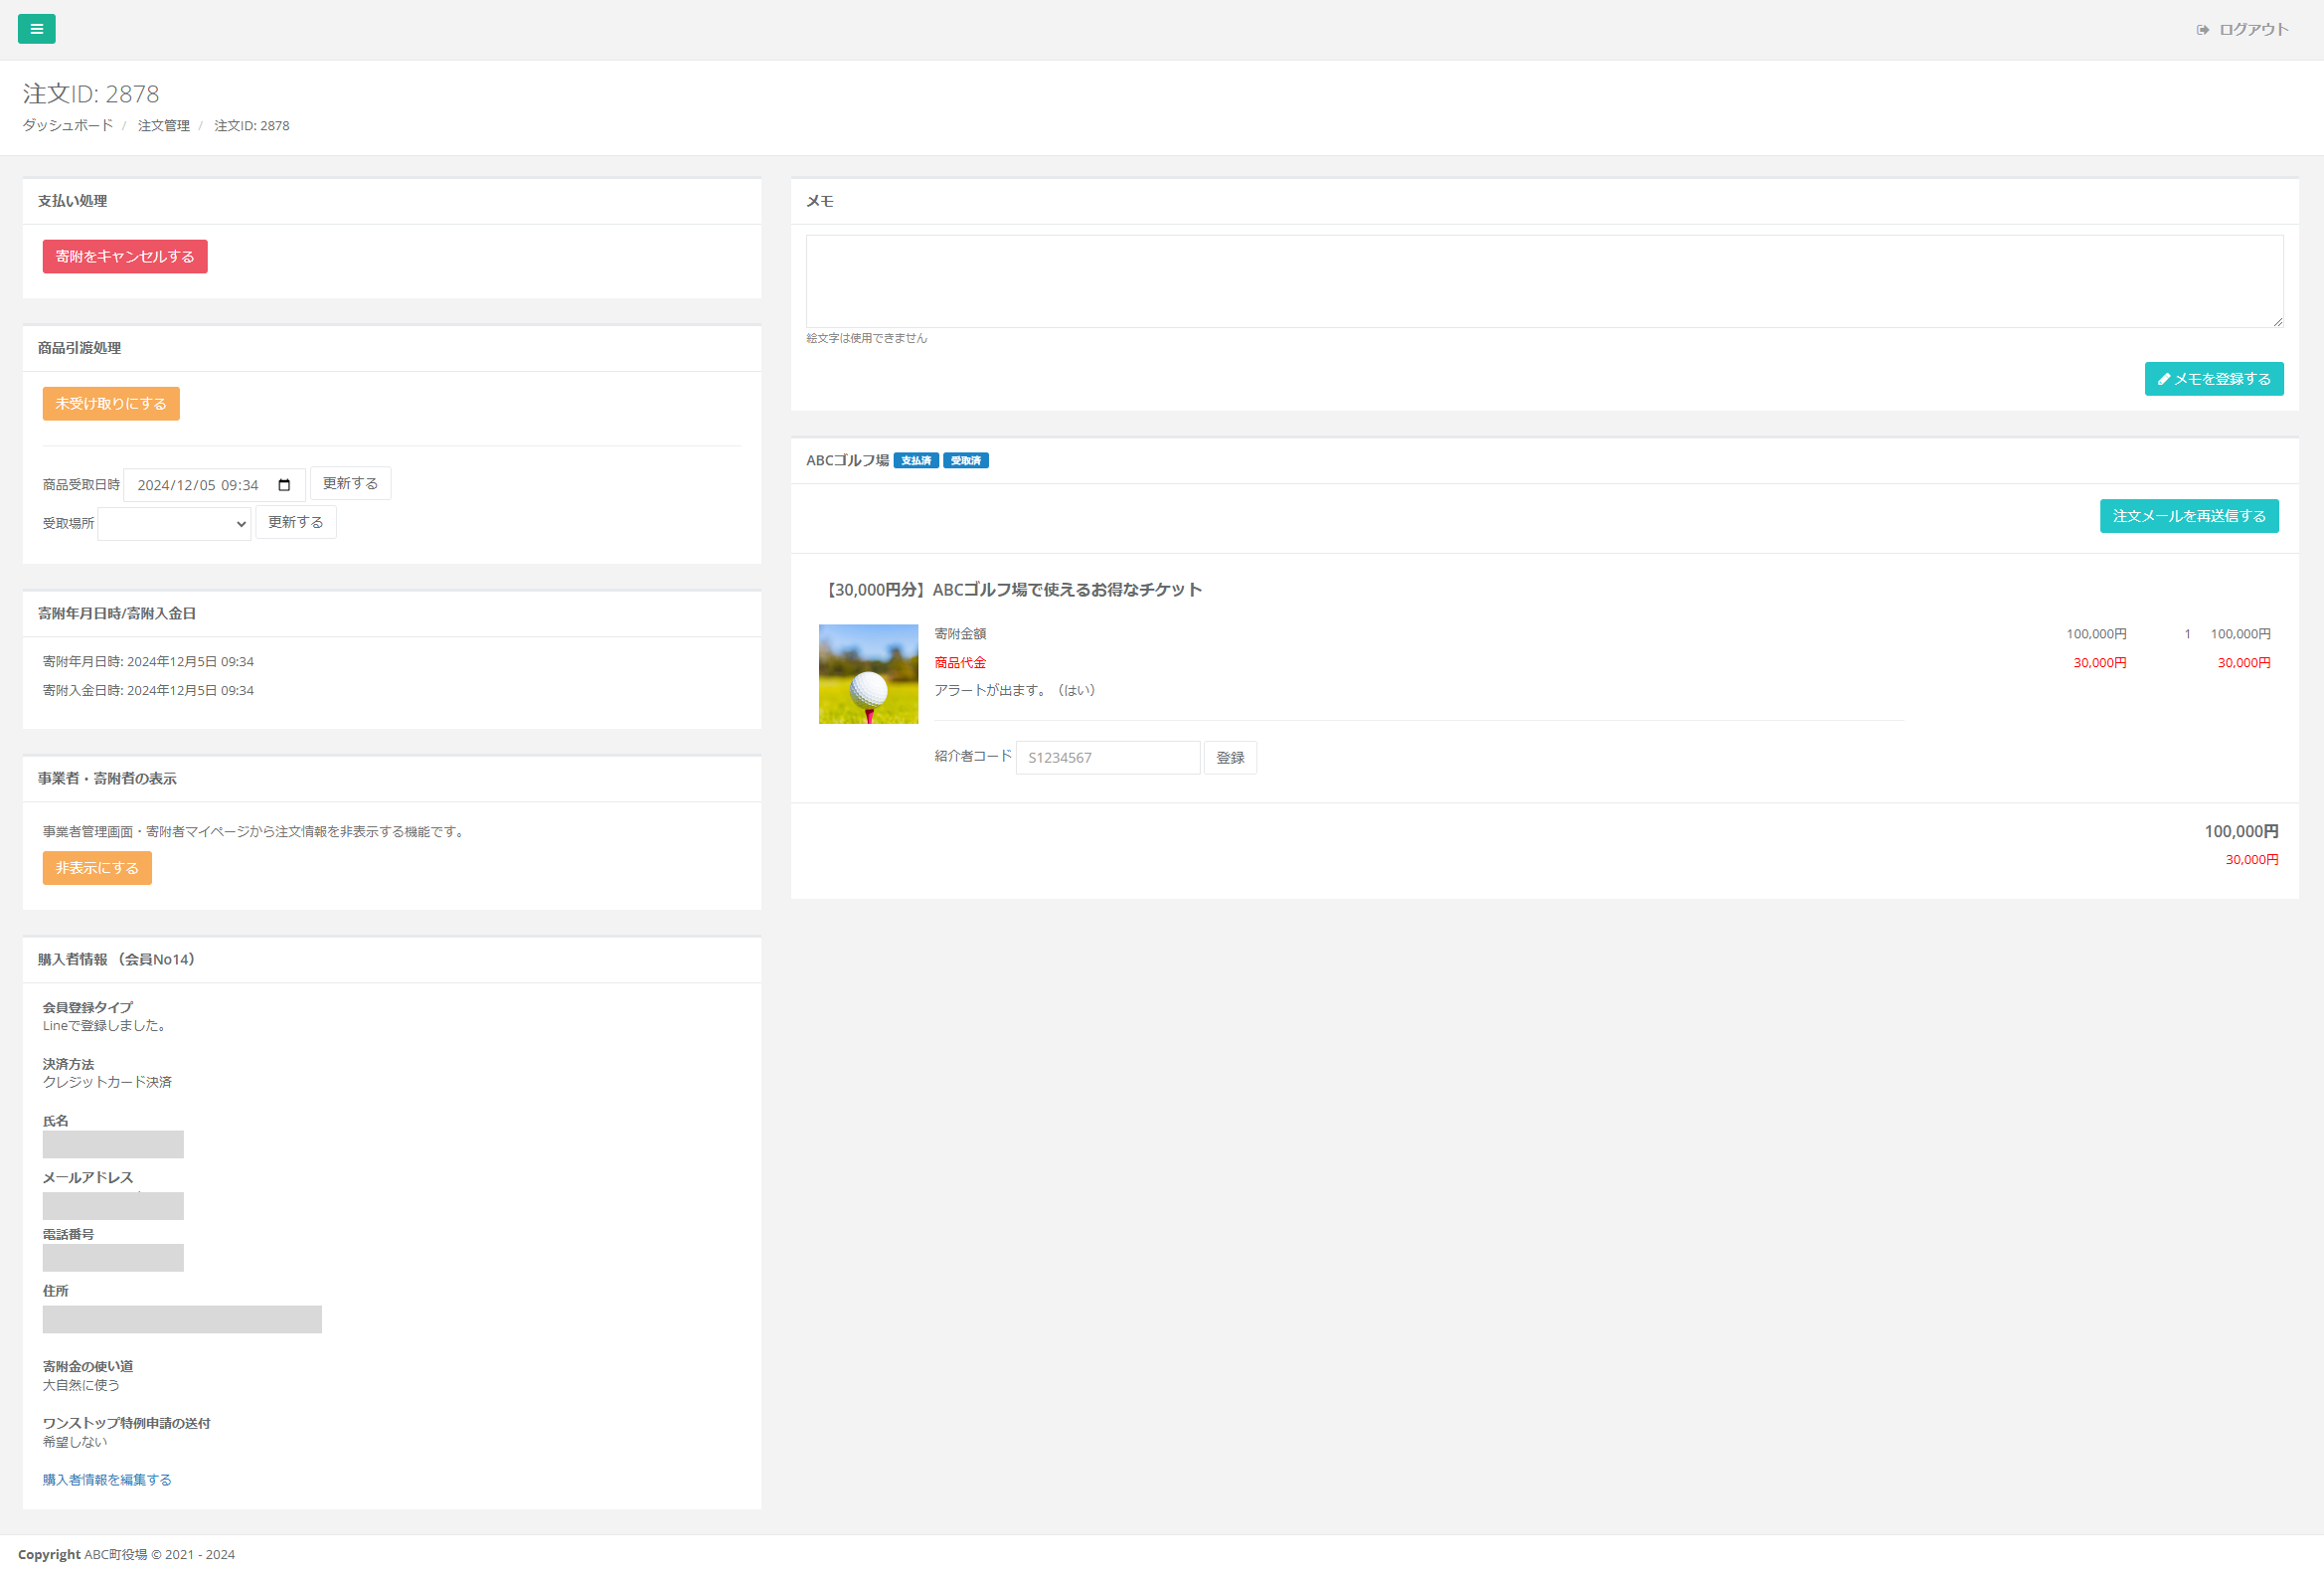 ログアウト
注文ID: 2878
ダッシュボード / 注文管理 / 注文ID: 2878
支払い処理
寄附をキャンセルする
商品引渡処理
未受け取りにする
商品受取日時 2024/12/05 09:34 更新する
受取場所 更新する
寄附年月日時/寄附入金日
寄附年月日時: 2024年12月5日 09:34
寄附入金日時: 2024年12月5日 09:34
事業者・寄附者の表示
事業者管理画面・寄附者マイページから注文情報を非表示する機能です。
非表示にする
購入者情報 （会員No14）
会員登録タイプ
Lineで登録しました。
決済方法
クレジットカード決済
氏名
メールアドレス
電話番号
住所
寄附金の使い道
大自然に使う
ワンストップ特例申請の送付
希望しない
購入者情報を編集する
メモ
絵文字は使用できません
メモを登録する
ABCゴルフ場 支払済 受取済
注文メールを再送信する
【30,000円分】ABCゴルフ場で使えるお得なチケット
寄附金額 100,000円 1 100,000円
商品代金 30,000円 30,000円
アラートが出ます。（はい）
紹介者コード S1234567 登録
100,000円
30,000円
Copyright ABC町役場 © 2021 - 2024